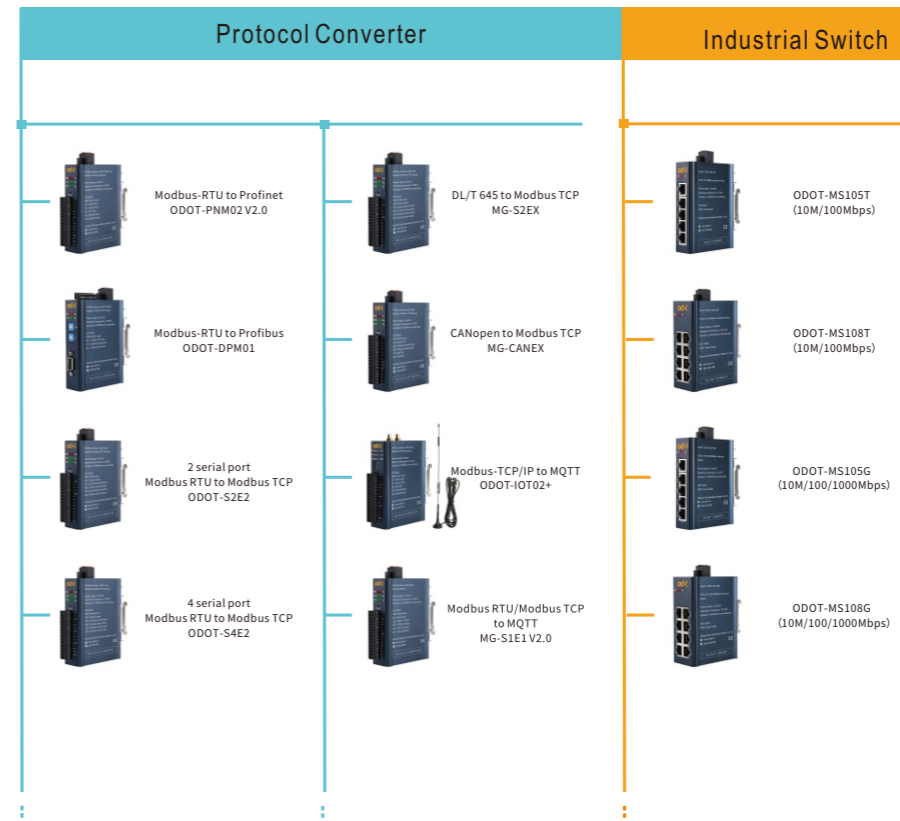 Protocol Converter
Industrial Switch
Modbus-RTU to Profinet
ODOT-PNM02 V2.0
Modbus-RTU to Profibus
ODOT-DPM01
2 serial port
Modbus RTU to Modbus TCP
ODOT-S2E2
4 serial port
Modbus RTU to Modbus TCP
ODOT-S4E2
DL/T 645 to Modbus TCP
MG-S2EX
CANopen to Modbus TCP
MG-CANEX
Modbus-TCP/IP to MQTT
ODOT-IOT02+
Modbus RTU/Modbus TCP
to MQTT
MG-S1E1 V2.0
ODOT-MS105T
(10M/100Mbps)
ODOT-MS108T
(10M/100Mbps)
ODOT-MS105G
(10M/100/1000Mbps)
ODOT-MS108G
(10M/100/1000Mbps)